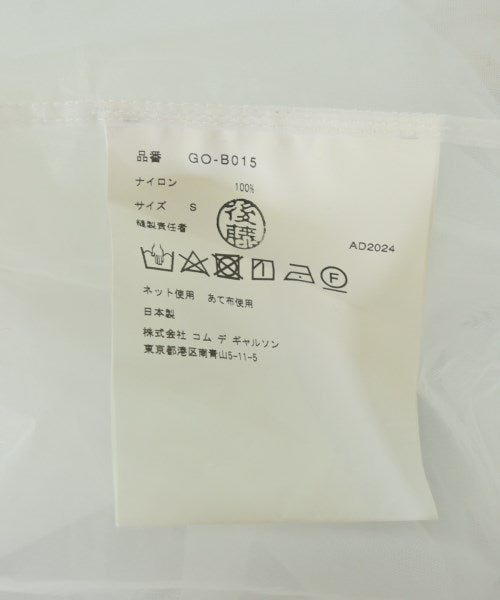 品番 GO-B015
ナイロン 100%
サイズ S
後藤
縫製責任者
AD2024
F
ネット使用 あて布使用
日本製
株式会社 コム デ ギャルソン
東京都港区南青山5-11-5